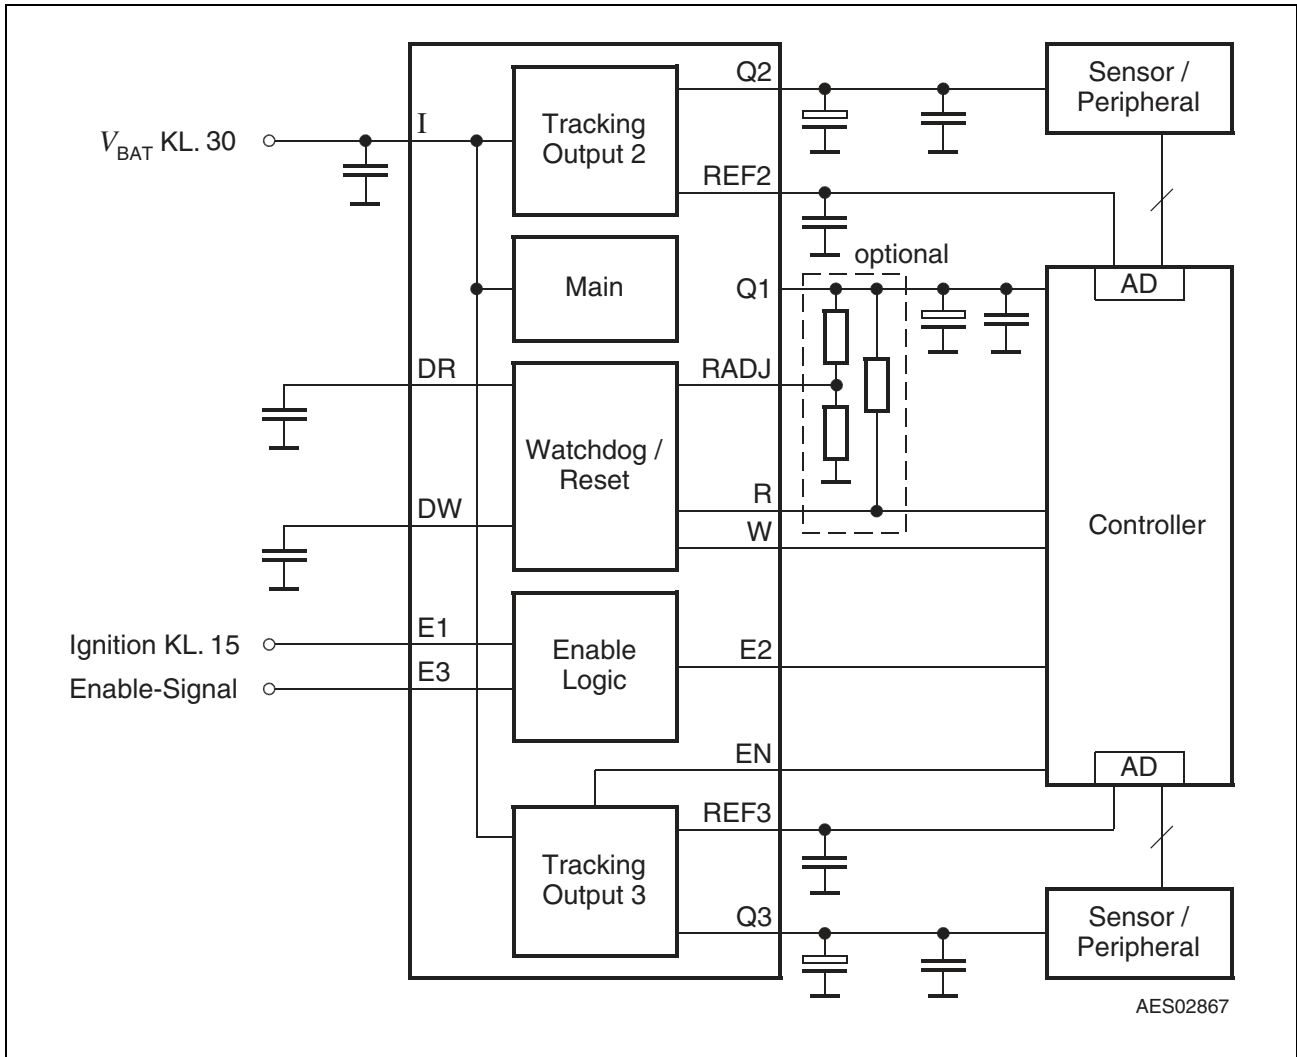 Q2
Sensor /
Peripheral
I
Tracking
Output 2
V_BAT KL. 30
REF2
optional
Main
Q1
AD
DR
RADJ
Watchdog /
Reset
R
DW
W
Controller
E1
Ignition KL. 15
Enable
Logic
E2
E3
Enable-Signal
EN
AD
REF3
Tracking
Output 3
Q3
Sensor /
Peripheral
AES02867